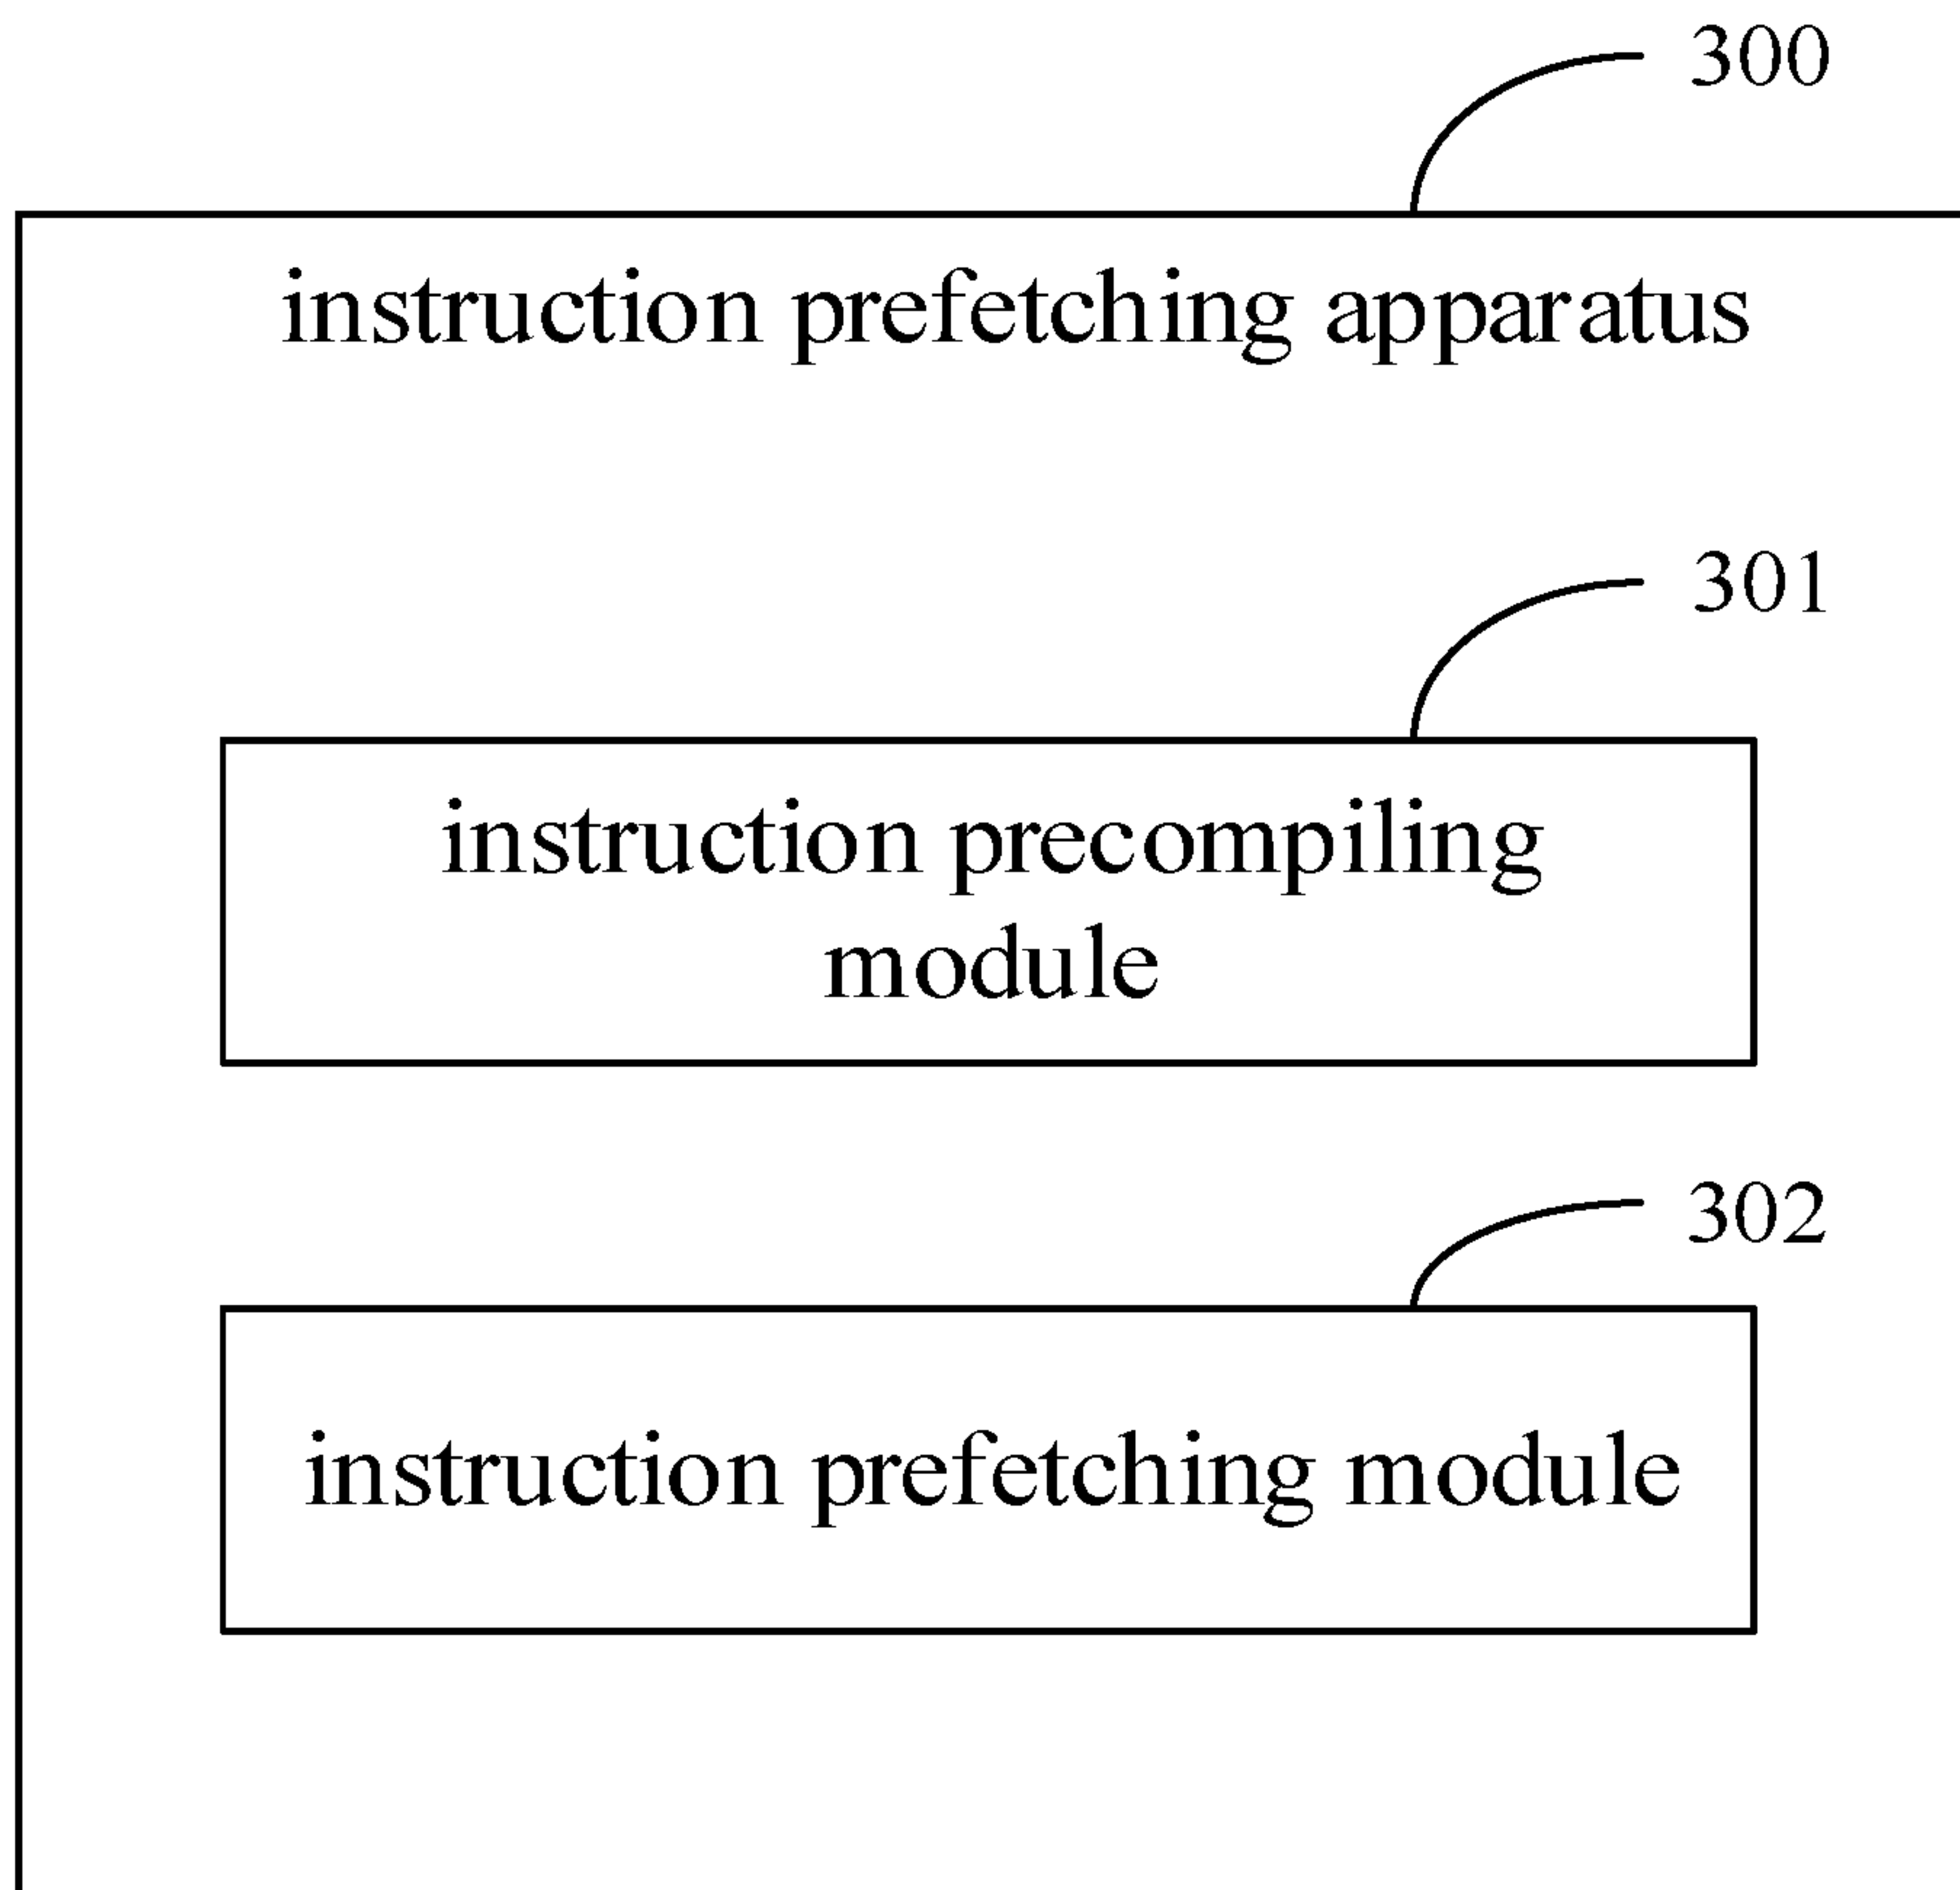 300
instruction prefetching apparatus
301
instruction precompiling
module
302
instruction prefetching module